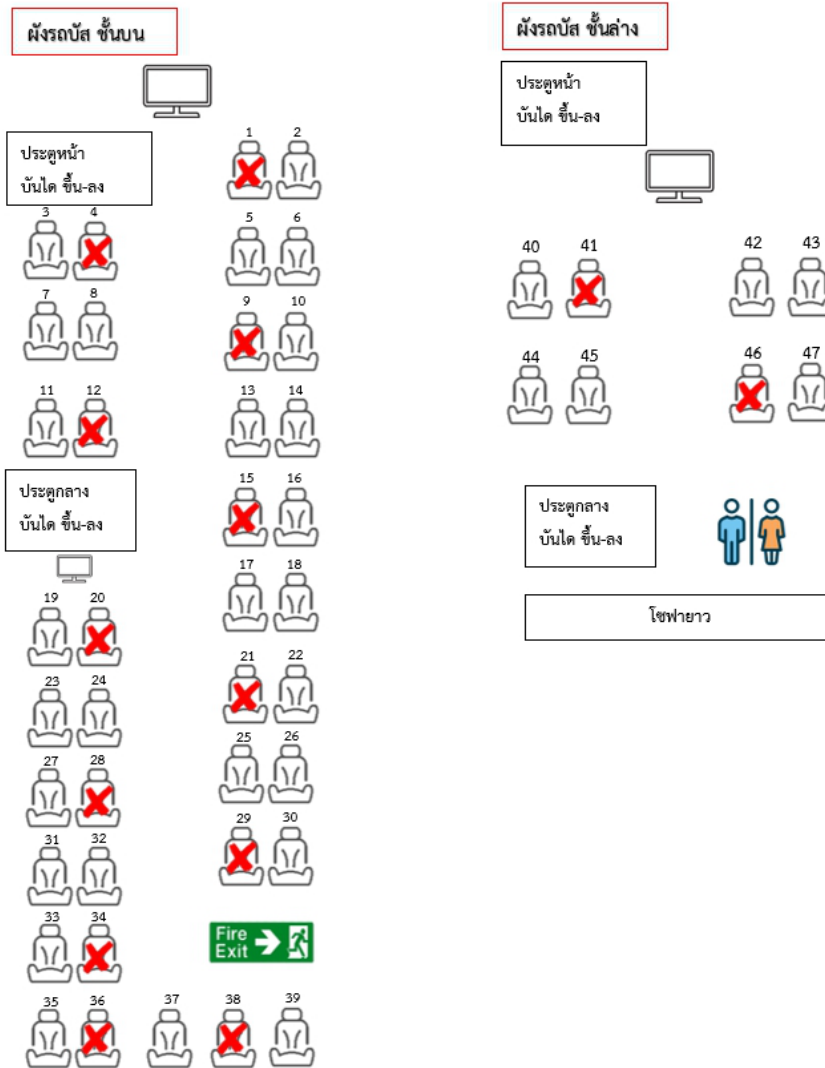 ผังรถบัส ชั้นบน
ประตูหน้า
บันได ขึ้น-ลง
1 2
3 4
5 6
7 8
9 10
11 12
13 14
ประตูกลาง
บันได ขึ้น-ลง
15 16
17 18
19 20
21 22
23 24
25 26
27 28
29 30
31 32
33 34
Fire
Exit
35 36 37 38 39
ผังรถบัส ชั้นล่าง
ประตูหน้า
บันได ขึ้น-ลง
40 41 42 43
44 45 46 47
ประตูกลาง
บันได ขึ้น-ลง
โซฟายาว